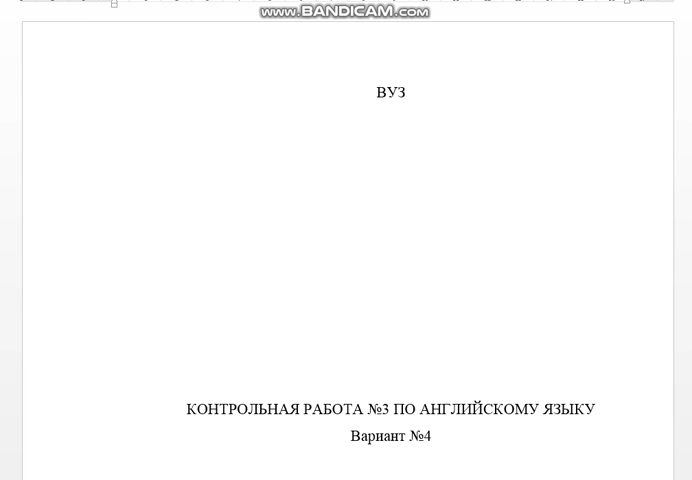 www.BANDICAM.com
ВУЗ
КОНТРОЛЬНАЯ РАБОТА №3 ПО АНГЛИЙСКОМУ ЯЗЫКУ
Вариант №4